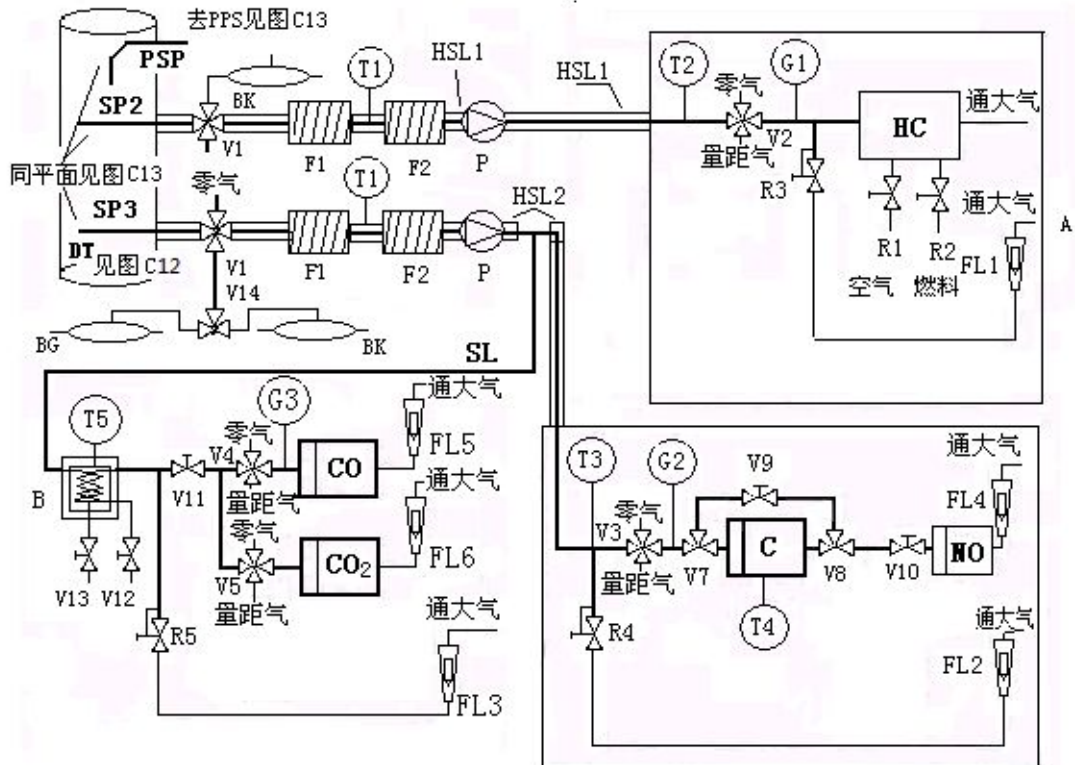 去PPS见图C13
PSP
SP2
BK
V1
T1
F1
F2
HSL1
P
HSL1
T2
零气
G1
V2
量距气
HC
通大气
R3
R1
R2
空气
燃料
通大气
FL1
A
同平面见图C13
零气
SP3
DT
见图C12
V1
V14
T1
F1
F2
P
HSL2
BG
BK
SL
T5
B
V13
V12
V11
V4
零气
G3
量距气
CO
通大气
FL5
通大气
V5
零气
量距气
CO₂
FL6
R5
通大气
FL3
T3
V3
零气
G2
量距气
V9
V7
C
T4
V8
V10
NO
通大气
FL4
R4
通大气
FL2